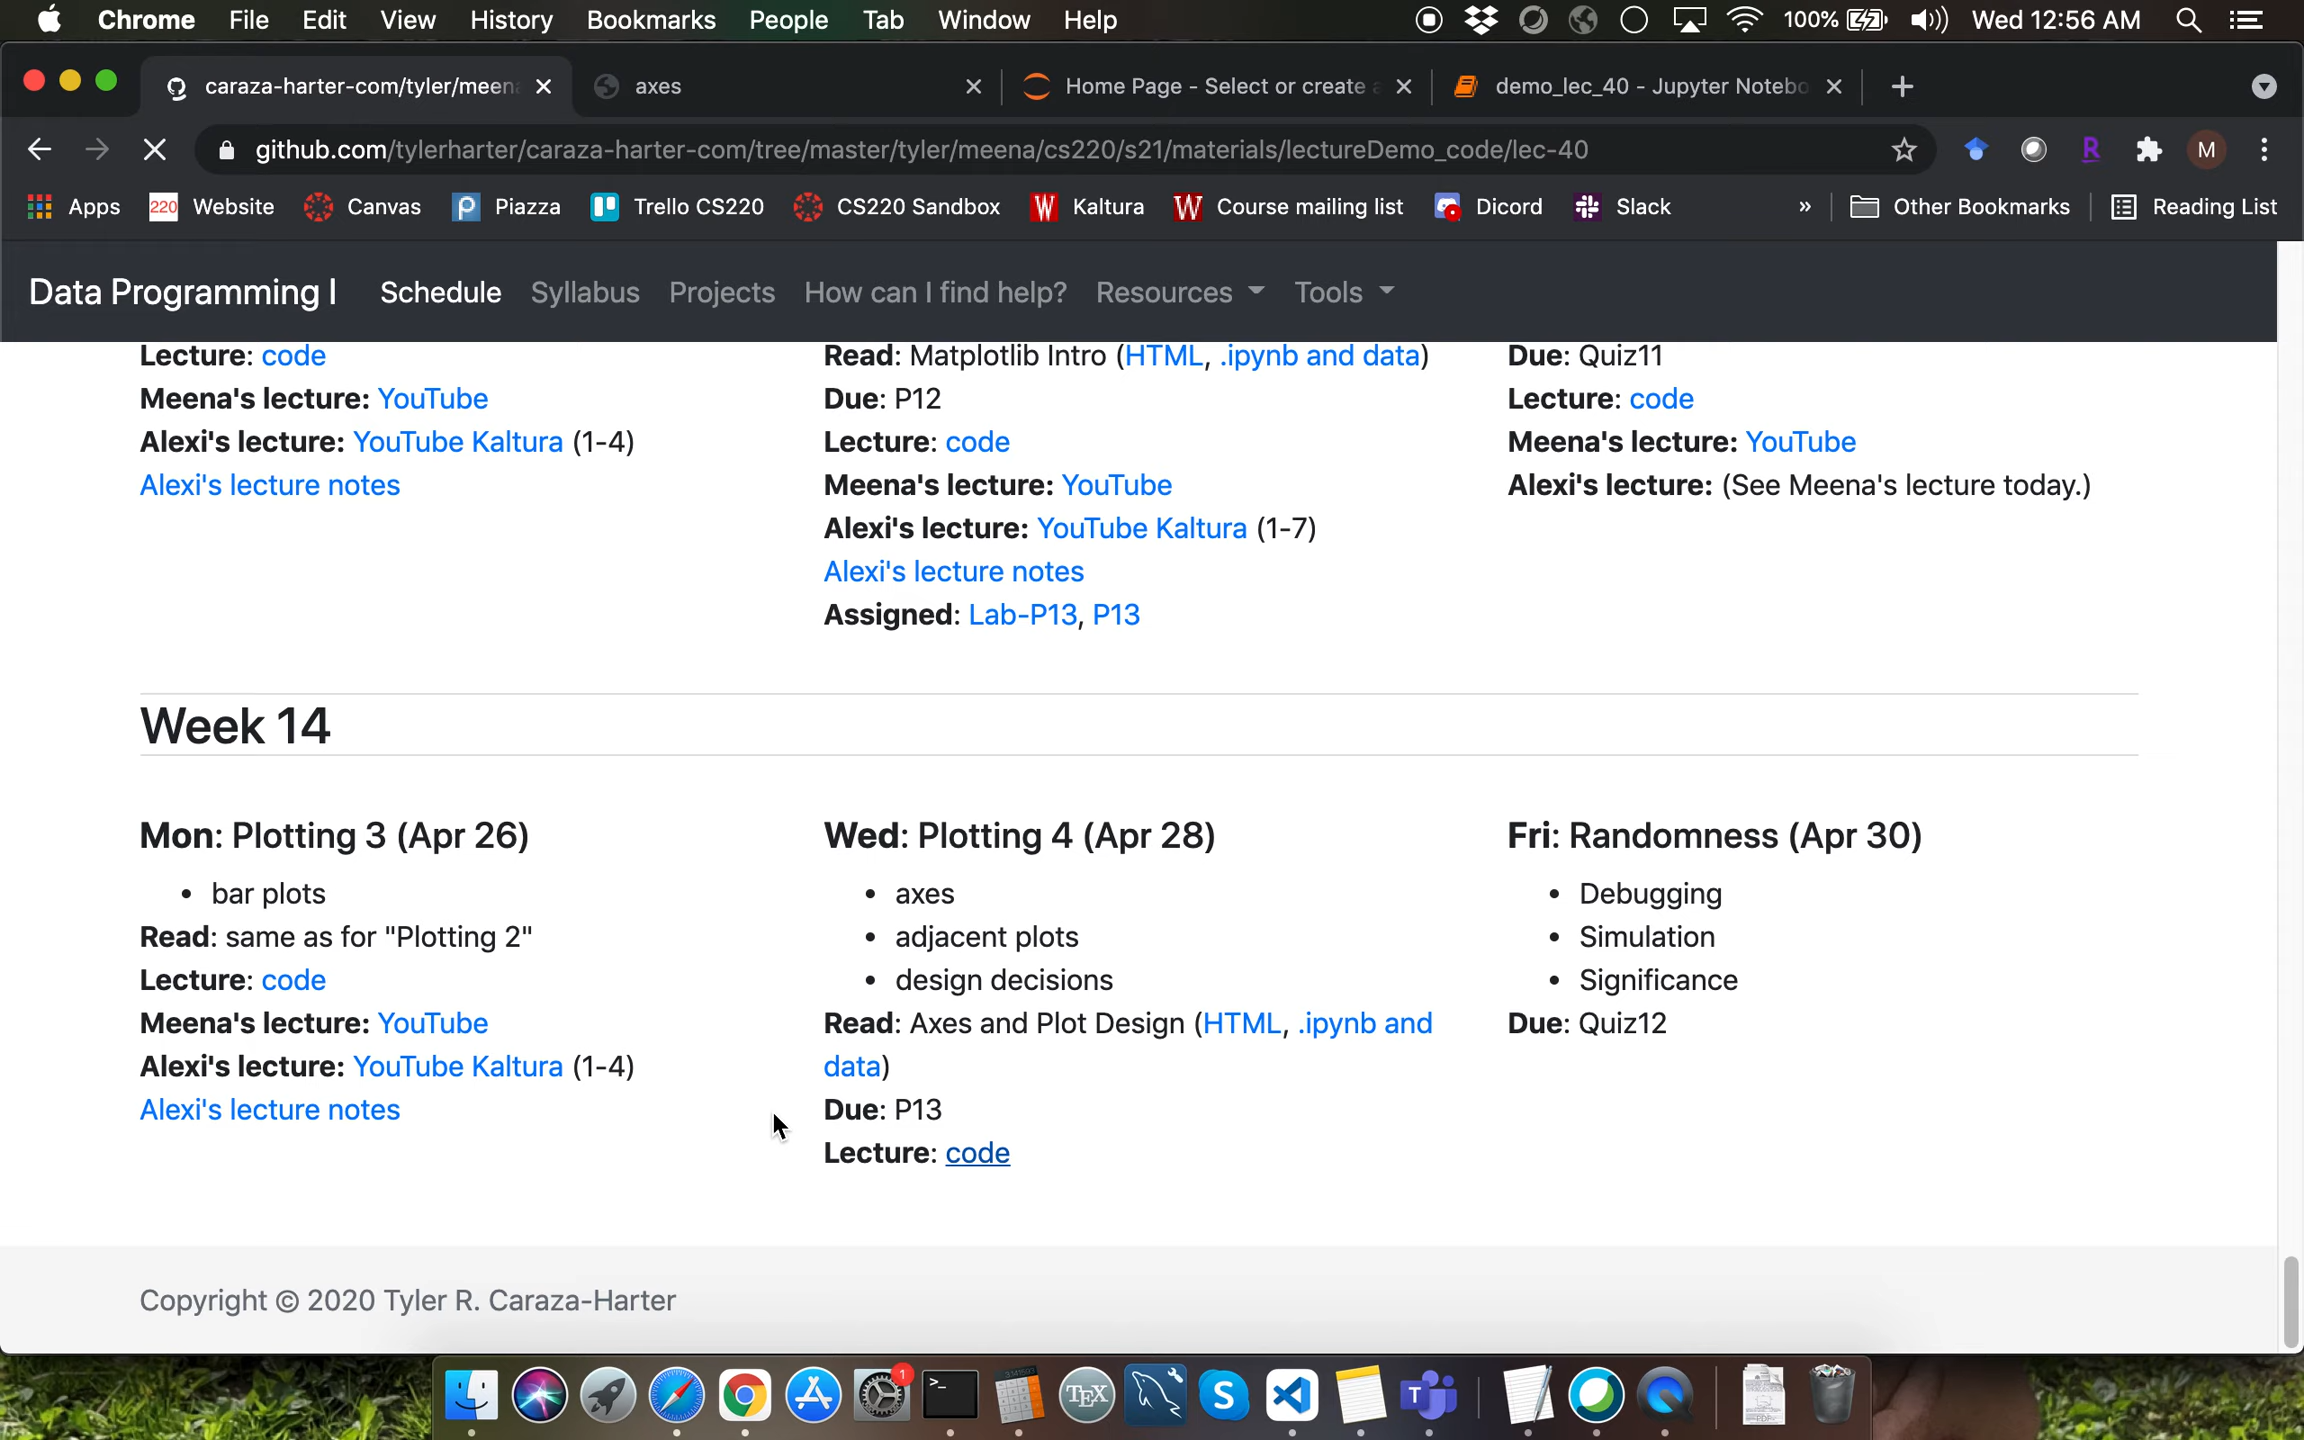 Chrome File Edit View History Bookmarks People Tab Window Help 100% Wed 12:56 AM
caraza-harter-com/tyler/meen axes Home Page - Select or create a demo_lec_40 - Jupyter Notebo
github.com/tylerharter/caraza-harter-com/tree/master/tyler/meena/cs220/s21/materials/lectureDemo_code/lec-40 R M
Apps 220 Website Canvas Piazza Trello CS220 CS220 Sandbox Kaltura Course mailing list Dicord Slack » Other Bookmarks Reading List
Data Programming I Schedule Syllabus Projects How can I find help? Resources Tools
Lecture: code
Meena's lecture: YouTube
Alexi's lecture: YouTube Kaltura (1-4)
Alexi's lecture notes
Read: Matplotlib Intro (HTML, .ipynb and data)
Due: P12
Lecture: code
Meena's lecture: YouTube
Alexi's lecture: YouTube Kaltura (1-7)
Alexi's lecture notes
Assigned: Lab-P13, P13
Due: Quiz11
Lecture: code
Meena's lecture: YouTube
Alexi's lecture: (See Meena's lecture today.)
Week 14
Mon: Plotting 3 (Apr 26)
• bar plots
Read: same as for "Plotting 2"
Lecture: code
Meena's lecture: YouTube
Alexi's lecture: YouTube Kaltura (1-4)
Alexi's lecture notes
Wed: Plotting 4 (Apr 28)
• axes
• adjacent plots
• design decisions
Read: Axes and Plot Design (HTML, .ipynb and
data)
Due: P13
Lecture: code
Fri: Randomness (Apr 30)
• Debugging
• Simulation
• Significance
Due: Quiz12
Copyright © 2020 Tyler R. Caraza-Harter
1
TEX
S
T
PDF